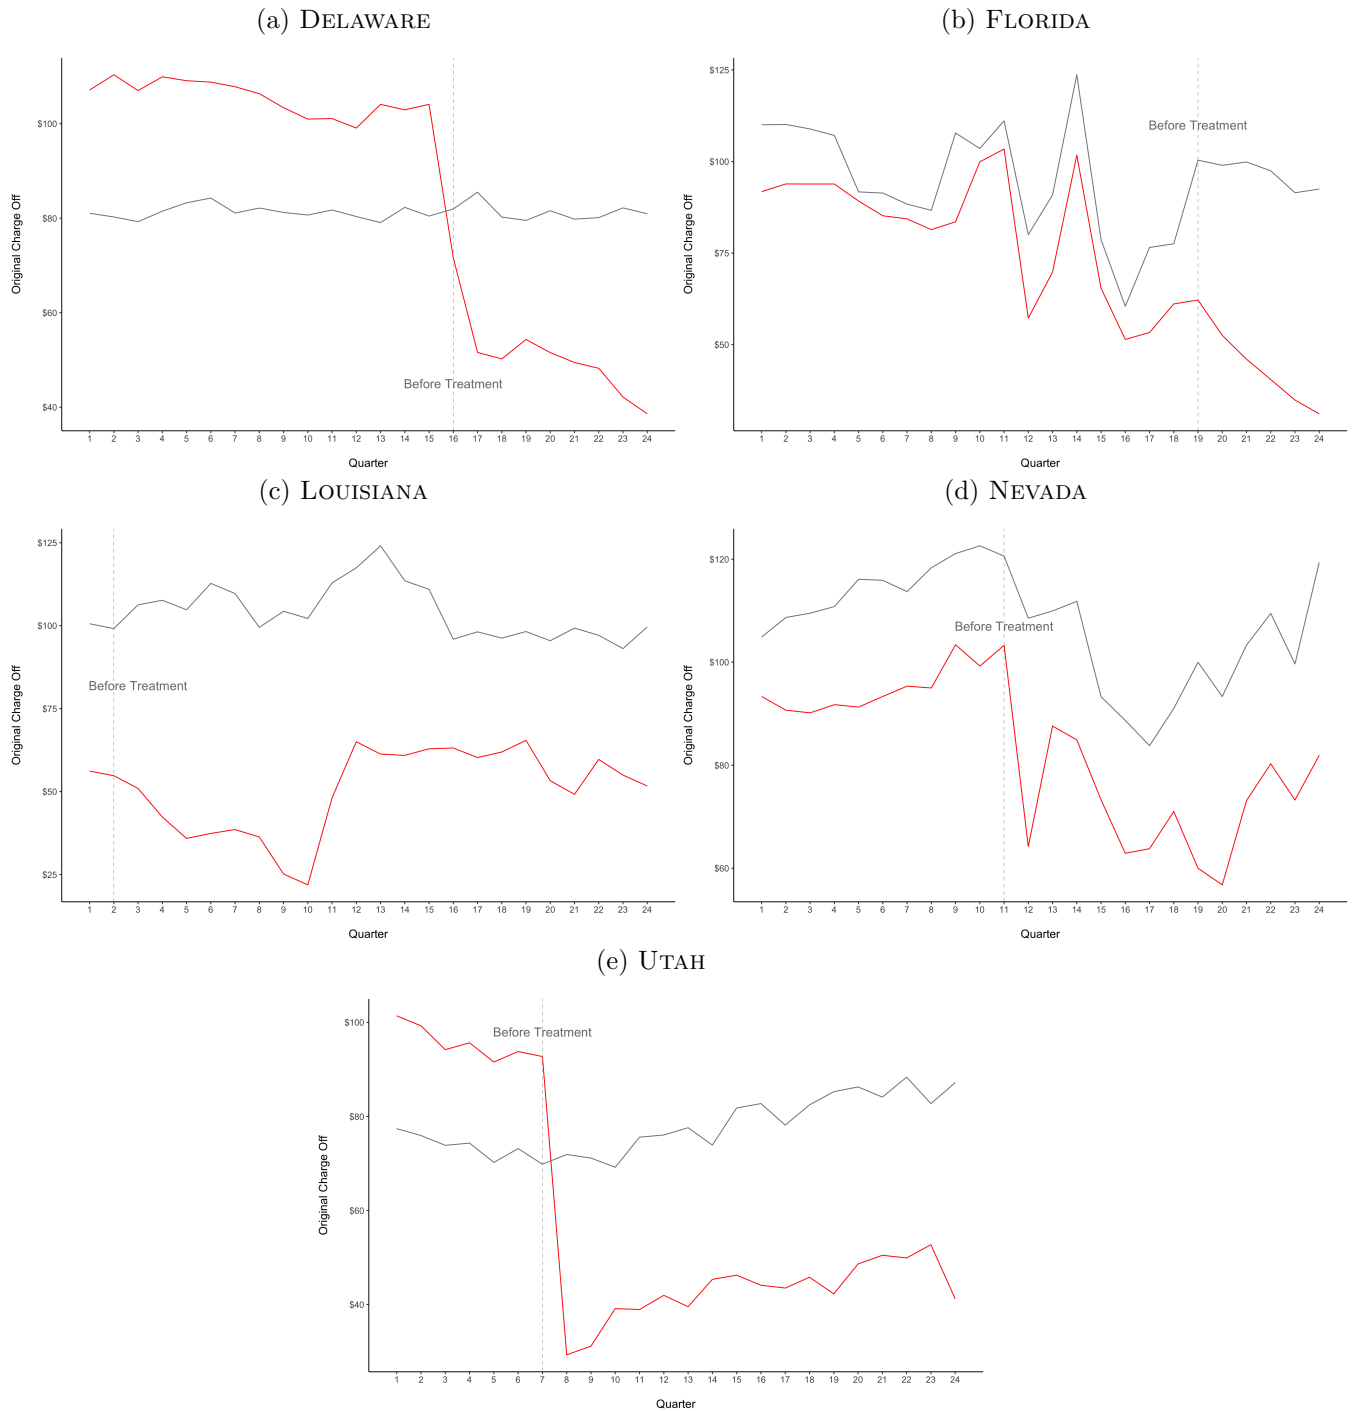 (a) Delaware
$100
$80
$60
$40
Original Charge Off
Before Treatment
1 2 3 4 5 6 7 8 9 10 11 12 13 14 15 16 17 18 19 20 21 22 23 24
Quarter
(b) Florida
$125
$100
$75
$50
Original Charge Off
Before Treatment
1 2 3 4 5 6 7 8 9 10 11 12 13 14 15 16 17 18 19 20 21 22 23 24
Quarter
(c) Louisiana
$125
$100
$75
$50
$25
Original Charge Off
Before Treatment
1 2 3 4 5 6 7 8 9 10 11 12 13 14 15 16 17 18 19 20 21 22 23 24
Quarter
(d) Nevada
$120
$100
$80
$60
Original Charge Off
Before Treatment
1 2 3 4 5 6 7 8 9 10 11 12 13 14 15 16 17 18 19 20 21 22 23 24
Quarter
(e) Utah
$100
$80
$60
$40
Original Charge Off
Before Treatment
1 2 3 4 5 6 7 8 9 10 11 12 13 14 15 16 17 18 19 20 21 22 23 24
Quarter